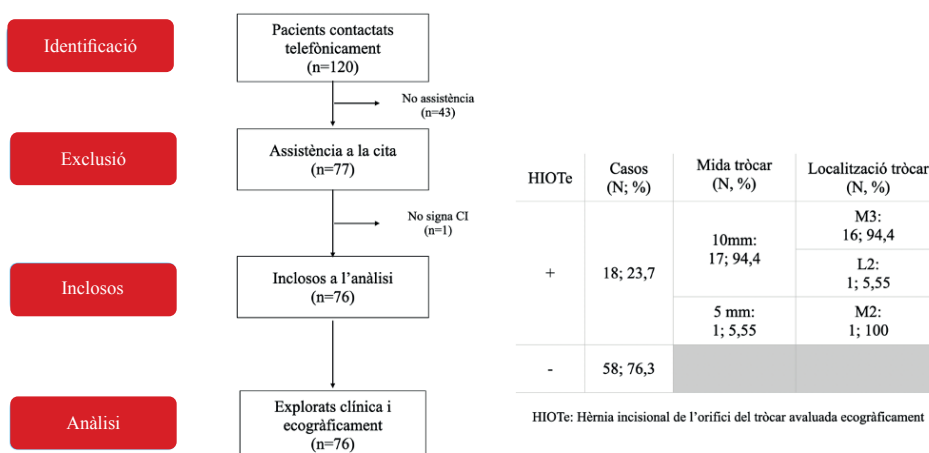 Identificació
Pacients contactats
telefònicament
(n=120)
No assistència
(n=43)
Exclusió
Assistència a la cita
(n=77)
No signa CI
(n=1)
Inclosos
Inclosos a l’anàlisi
(n=76)
Anàlisi
Explorats clínica i
ecogràficament
(n=76)
HIOTe
Casos
(N; %)
Mida tròcar
(N, %)
Localització tròcar
(N, %)
+
18; 23,7
10mm:
17; 94,4
M3:
16; 94,4
L2:
1; 5,55
5 mm:
1; 5,55
M2:
1; 100
-
58; 76,3
HIOTe: Hèrnia incisional de l’orifici del tròcar avaluada ecogràficament